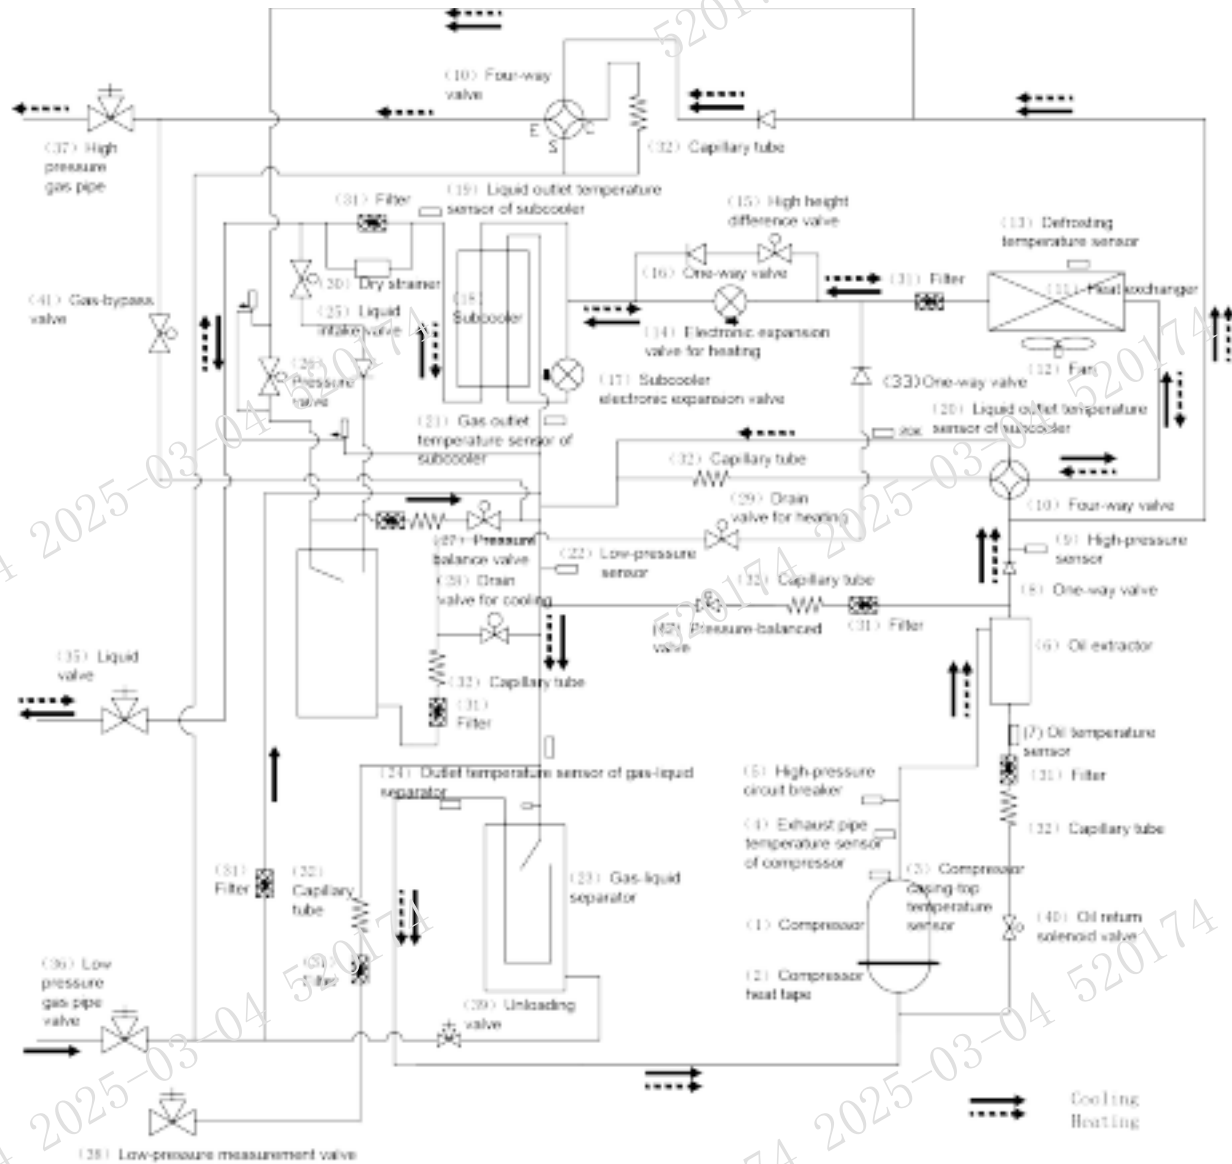 (10) Four-way
valve
E
C
S
(37) High
pressure
gas pipe
(32) Capillary tube
(31) Filter
(19) Liquid outlet temperature
sensor of subcooler
(15) High height
difference valve
(13) Defrosting
temperature sensor
(30) Dry strainer
(16) One-way valve
(31) Filter
(11) Heat exchanger
(41) Gas-bypass
valve
(25) Liquid
intake valve
(18)
Subcooler
(14) Electronic expansion
valve for heating
(26)
Pressure
valve
(17) Subcooler
electronic expansion valve
(33) One-way valve
(12) Fan
(20) Liquid outlet temperature
sensor of subcooler
(21) Gas outlet
temperature sensor of
subcooler
(32) Capillary tube
(29) Drain
valve for heating
(10) Four-way valve
(27) Pressure
balance valve
(22) Low-pressure
sensor
(9) High-pressure
sensor
(28) Drain
valve for cooling
(32) Capillary tube
(8) One-way valve
(42) Pressure-balanced
valve
(31) Filter
(6) Oil extractor
(35) Liquid
valve
(32) Capillary tube
(31)
Filter
(7) Oil temperature
sensor
(24) Outlet temperature sensor of gas-liquid
separator
(5) High-pressure
circuit breaker
(31) Filter
(4) Exhaust pipe
temperature sensor
of compressor
(32) Capillary tube
(31)
Filter
(32)
Capillary
tube
(23) Gas-liquid
separator
(3) Compressor
casing-top
temperature
sensor
(1) Compressor
(40) Oil return
solenoid valve
(36) Low
pressure
gas pipe
valve
(31)
Filter
(2) Compressor
heat tape
(39) Unloading
valve
Cooling
Heating
(38) Low-pressure measurement valve
520174 2025-03-04 520174